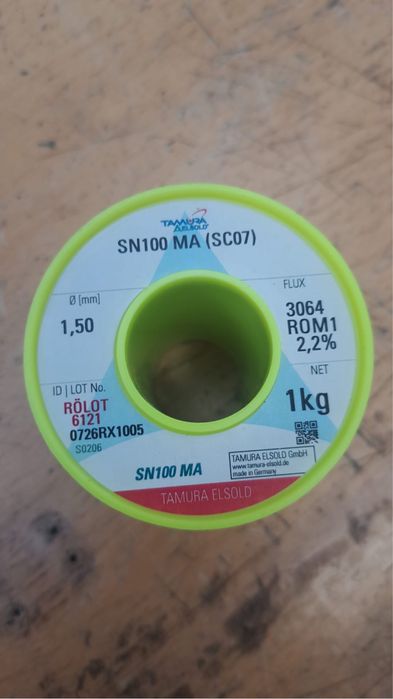 TAMURA
ELSOLD
SN100 MA (SC07)
Ø [mm]
1,50
FLUX
3064
ROM1
2,2%
NET
1kg
ID | LOT No.
RÖLOT
6121
0726RX1005
S0206
SN100 MA
TAMURA ELSOLD GmbH
www.tamura-elsold.de
made in Germany
TAMURA ELSOLD